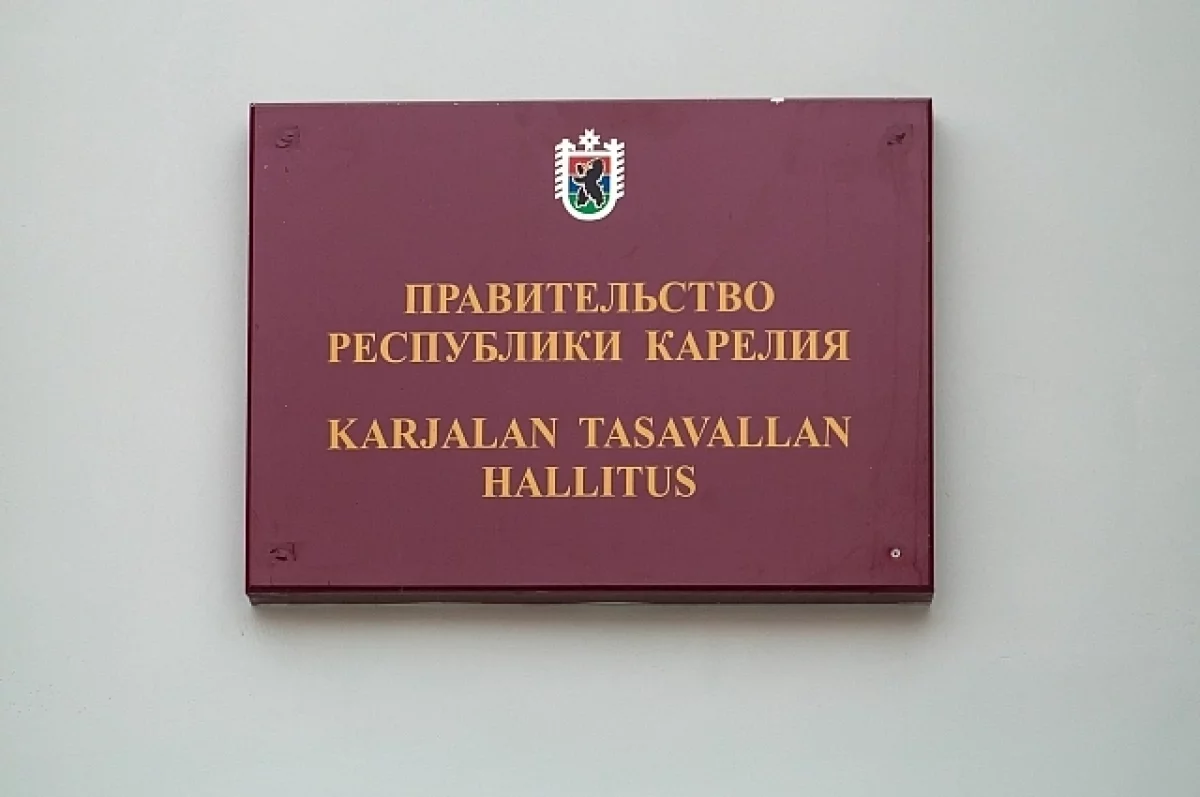 ПРАВИТЕЛЬСТВО
РЕСПУБЛИКИ КАРЕЛИЯ
KARJALAN TASAVALLAN
HALLITUS